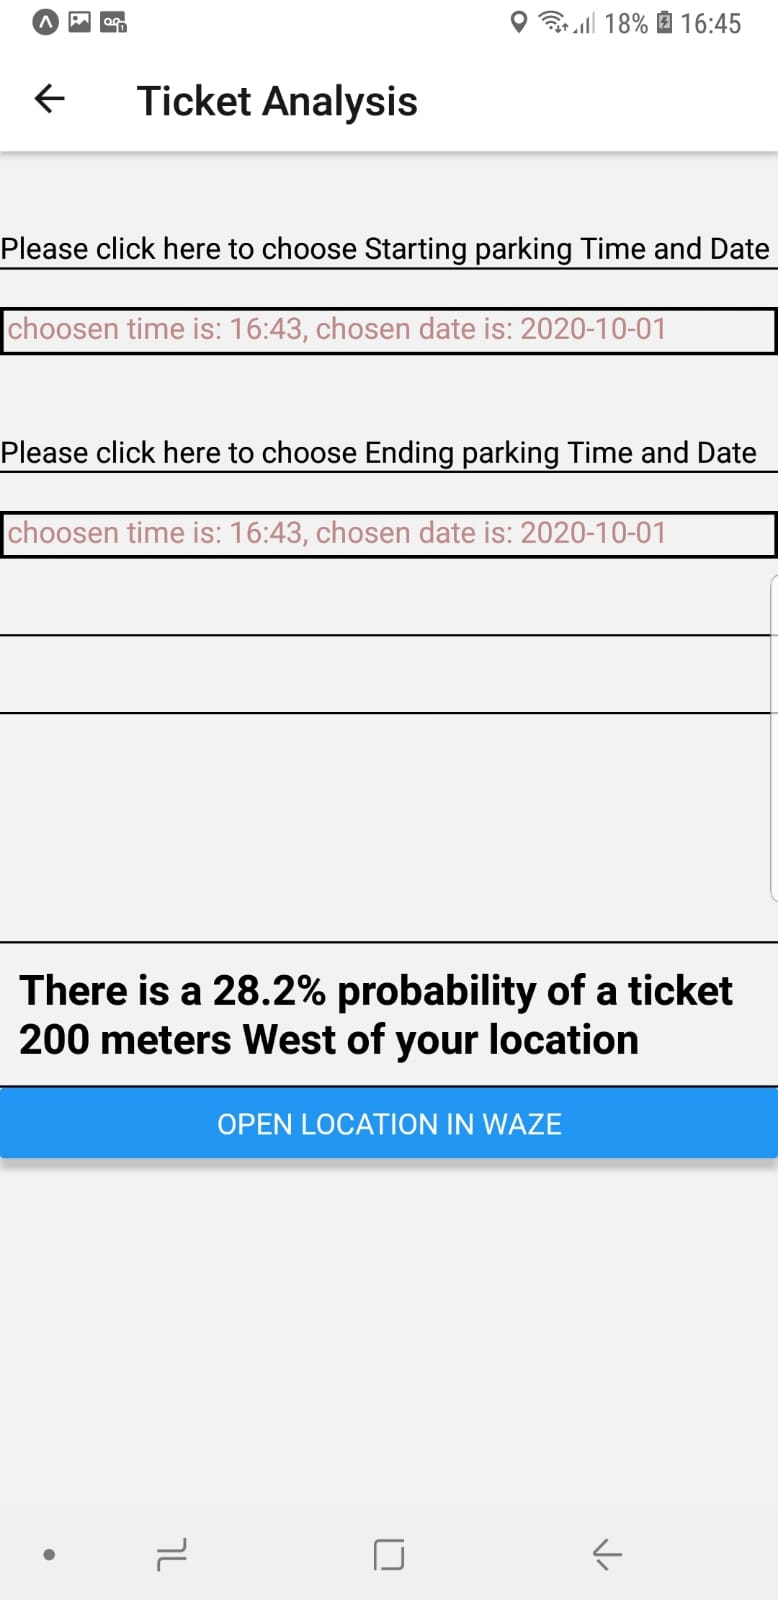 18% 16:45
Ticket Analysis
Please click here to choose Starting parking Time and Date
choosen time is: 16:43, chosen date is: 2020-10-01
Please click here to choose Ending parking Time and Date
choosen time is: 16:43, chosen date is: 2020-10-01
There is a 28.2% probability of a ticket
200 meters West of your location
OPEN LOCATION IN WAZE